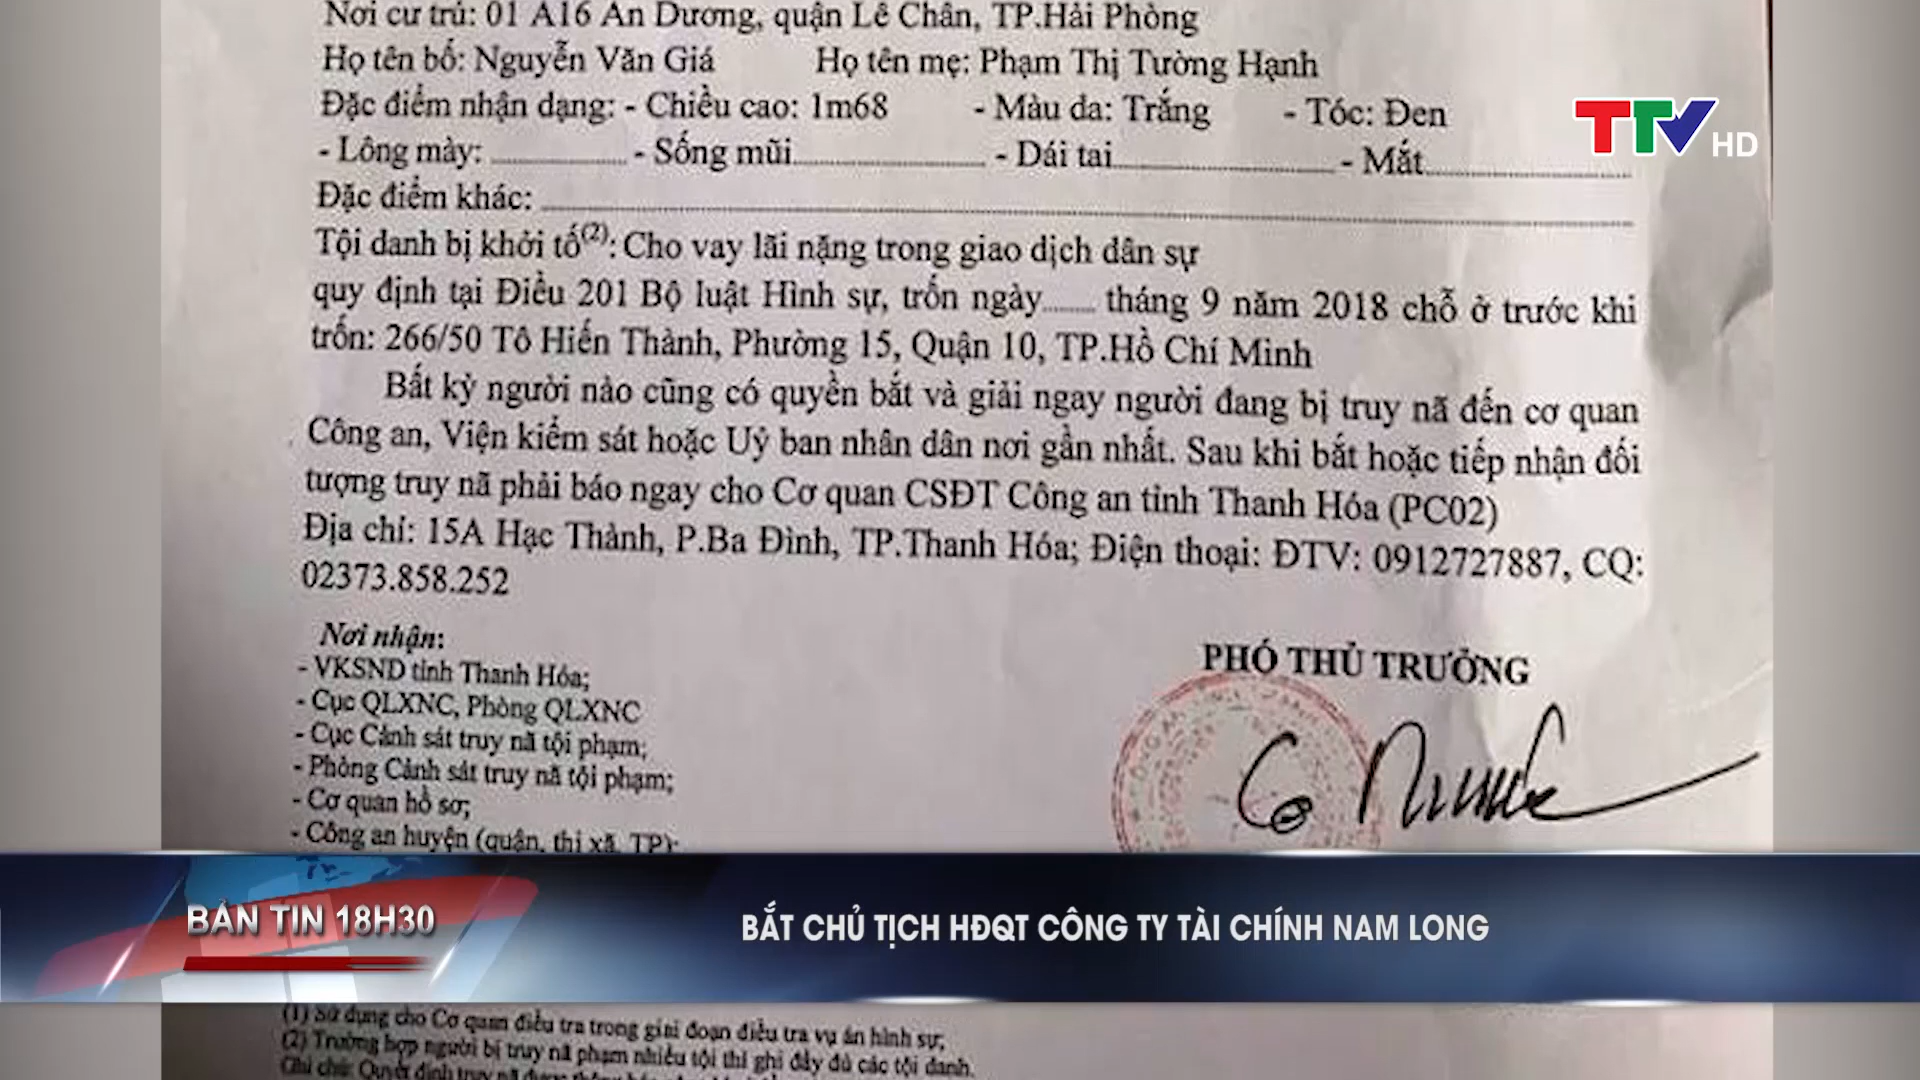 Nơi cư trú: 01 A16 An Dương, quận Lê Chân, TP.Hải Phòng
Họ tên bố: Nguyễn Văn Giá Họ tên mẹ: Phạm Thị Tường Hạnh
Đặc điểm nhận dạng: - Chiều cao: 1m68 - Màu da: Trắng - Tóc: Đen
TTV HD
- Lông mày: ............... - Sống mũi.................... - Dái tai........................ - Mắt......................
Đặc điểm khác: ................................................................
Tội danh bị khởi tố(2): Cho vay lãi nặng trong giao dịch dân sự
quy định tại Điều 201 Bộ luật Hình sự, trốn ngày...... tháng 9 năm 2018 chỗ ở trước khi
trốn: 266/50 Tô Hiến Thành, Phường 15, Quận 10, TP.Hồ Chí Minh
Bất kỳ người nào cũng có quyền bắt và giải ngay người đang bị truy nã đến cơ quan
Công an, Viện kiểm sát hoặc Uỷ ban nhân dân nơi gần nhất. Sau khi bắt hoặc tiếp nhận đối
tượng truy nã phải báo ngay cho Cơ quan CSĐT Công an tỉnh Thanh Hóa (PC02)
Địa chỉ: 15A Hạc Thành, P.Ba Đình, TP.Thanh Hóa; Điện thoại: ĐTV: 0912727887, CQ:
02373.858.252
Nơi nhận:
- VKSND tỉnh Thanh Hóa;
- Cục QLXNC, Phòng QLXNC
- Cục Cảnh sát truy nã tội phạm;
- Phòng Cảnh sát truy nã tội phạm;
- Cơ quan hồ sơ;
- Công an huyện (quận, thị xã, TP);
PHÓ THỦ TRƯỞNG
BẢN TIN 18H30
BẮT CHỦ TỊCH HĐQT CÔNG TY TÀI CHÍNH NAM LONG
(1) Sử dụng cho Cơ quan điều tra trong giai đoạn điều tra vụ án hình sự;
(2) Trường hợp người bị truy nã phạm nhiều tội thì ghi đầy đủ các tội danh.
Ghi chú: Quyết định truy nã được thông báo